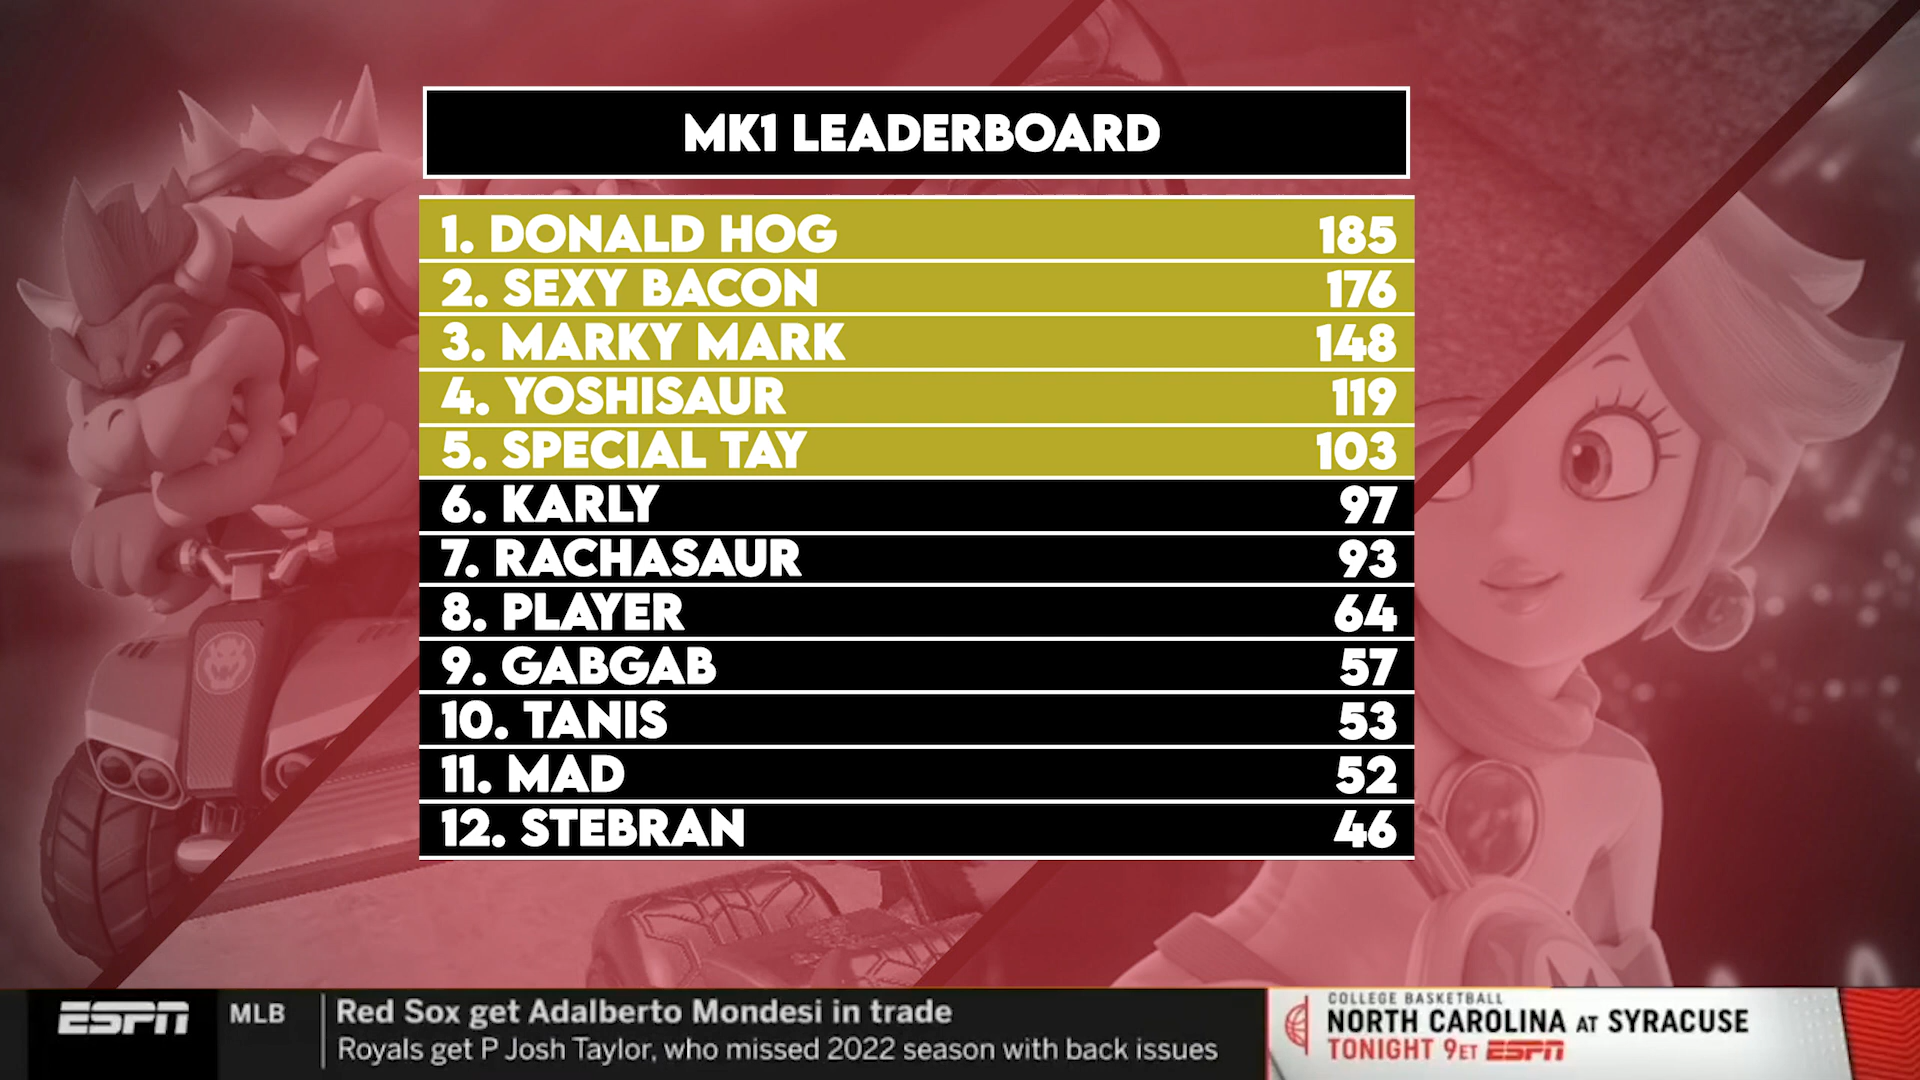 MK1 LEADERBOARD
1. DONALD HOG 185
2. SEXY BACON 176
3. MARKY MARK 148
4. YOSHISAUR 119
5. SPECIAL TAY 103
6. KARLY 97
7. RACHASAUR 93
8. PLAYER 64
9. GABGAB 57
10. TANIS 53
11. MAD 52
12. STEBRAN 46
M
ESPN
MLB
Red Sox get Adalberto Mondesi in trade
Royals get P Josh Taylor, who missed 2022 season with back issues
COLLEGE BASKETBALL
NORTH CAROLINA AT SYRACUSE
TONIGHT 9ET ESPN